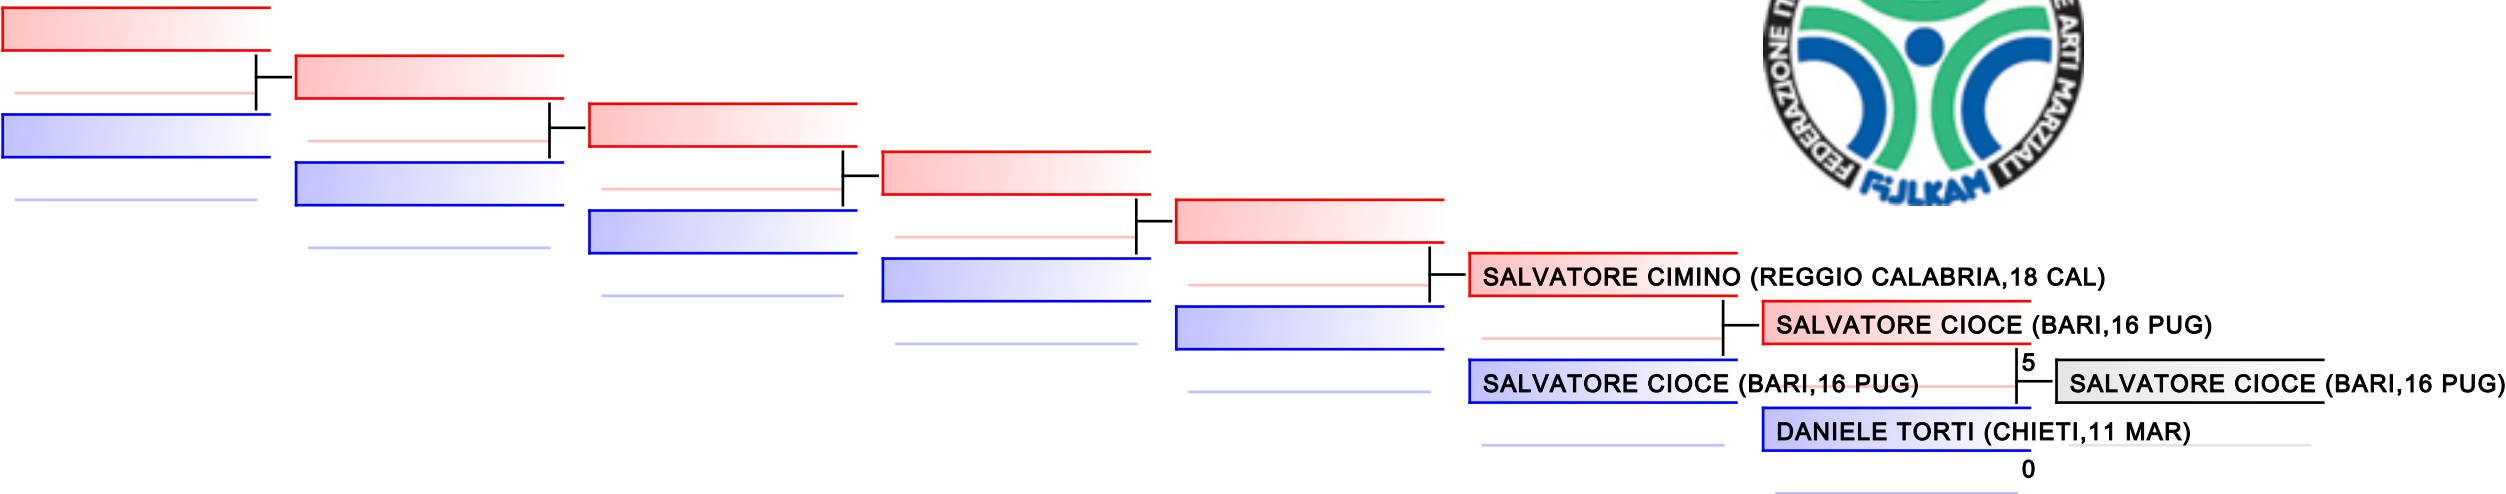 FEDERAZIONE
ARTI MARZIALI
FIJLKAM
SALVATORE CIMINO (REGGIO CALABRIA,18 CAL)
SALVATORE CIOCE (BARI,16 PUG)
5
SALVATORE CIOCE (BARI,16 PUG)
SALVATORE CIOCE (BARI,16 PUG)
DANIELE TORTI (CHIETI,11 MAR)
0